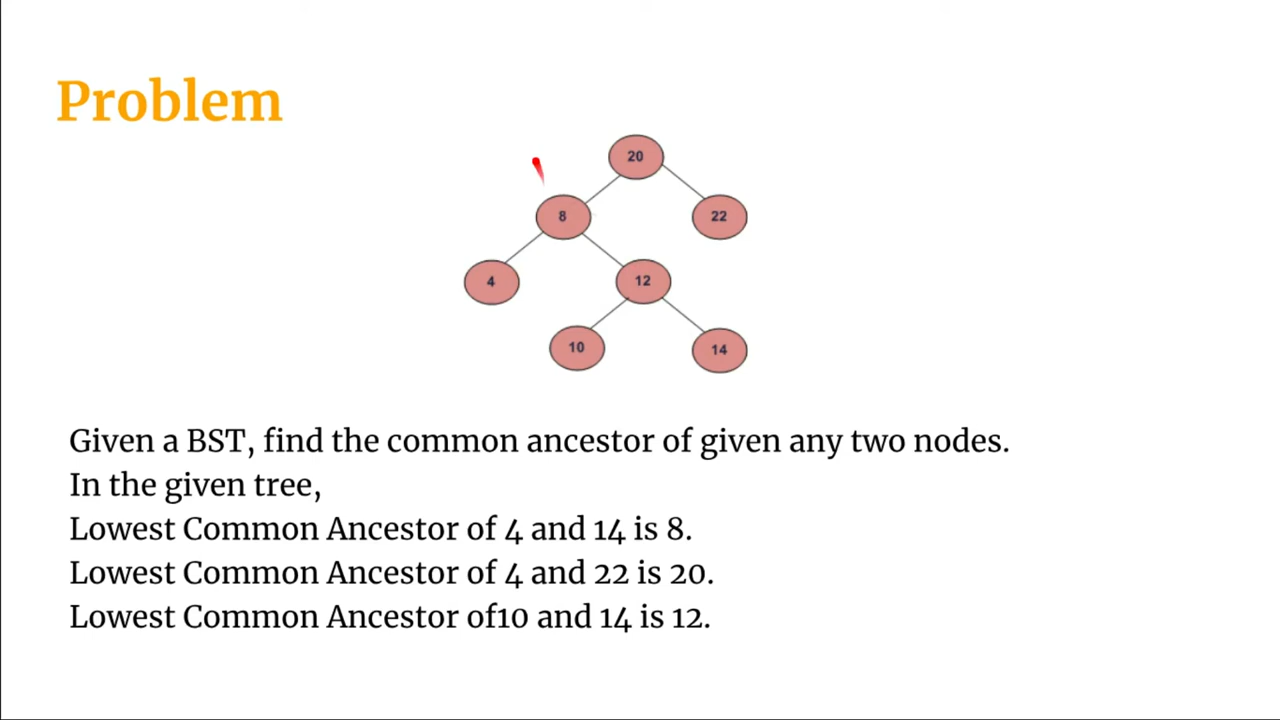 Problem
20
8
22
4
12
10
14
Given a BST, find the common ancestor of given any two nodes.
In the given tree,
Lowest Common Ancestor of 4 and 14 is 8.
Lowest Common Ancestor of 4 and 22 is 20.
Lowest Common Ancestor of10 and 14 is 12.